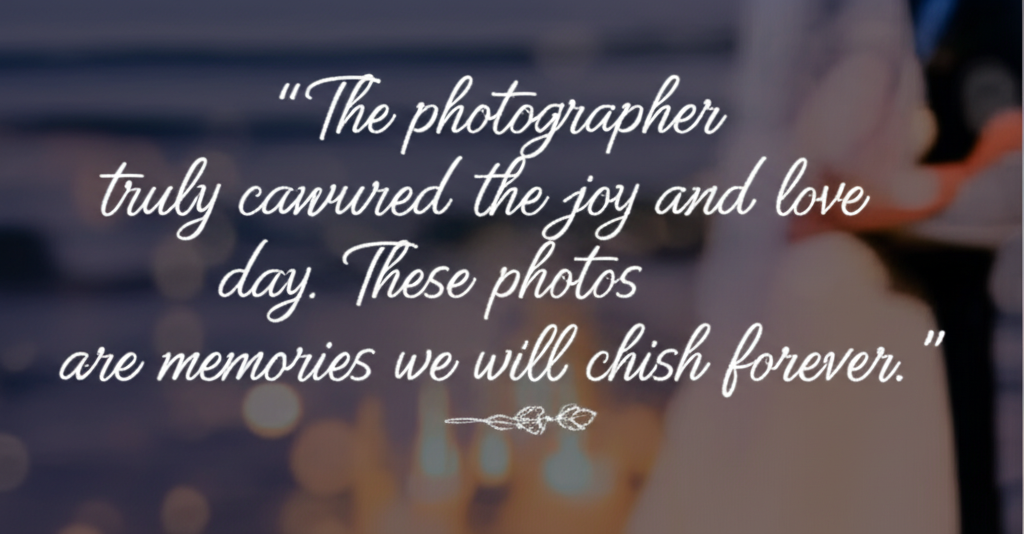 “The photographer
truly cawured the joy and love
day. These photos
are memories we will chish forever.”